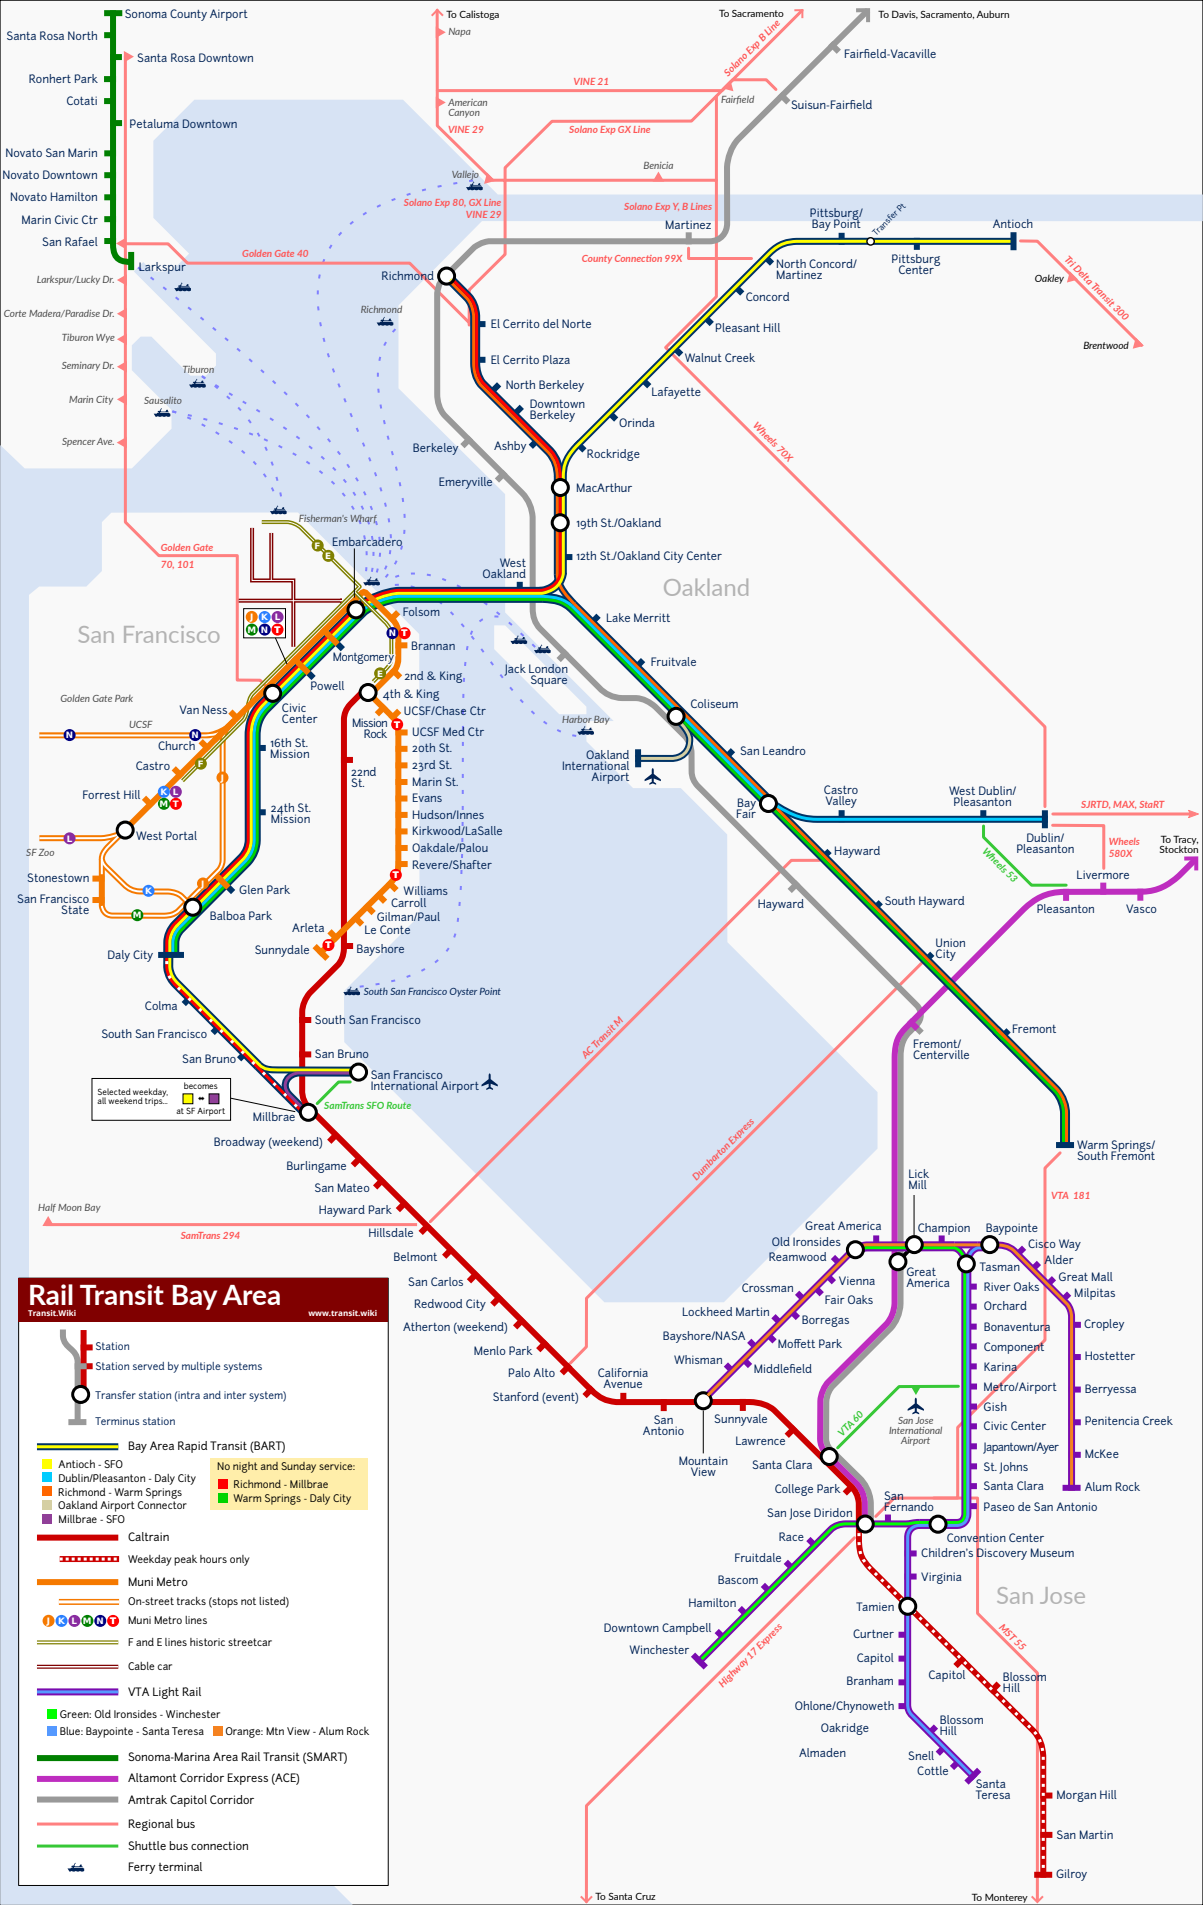 Sonoma County Airport
Santa Rosa North
Santa Rosa Downtown
Ronhert Park
Cotati
Petaluma Downtown
Novato San Marin
Novato Downtown
Novato Hamilton
Marin Civic Ctr
San Rafael
Larkspur
Larkspur/Lucky Dr.
Corte Madera/Paradise Dr.
Tiburon Wye
Seminary Dr.
Marin City
Spencer Ave.
Golden Gate 40
Golden Gate
70, 101
Tiburon
Sausalito
Richmond
To Calistoga
Napa
American
Canyon
VINE 29
VINE 21
Vallejo
To Sacramento
Solano Exp B Line
To Davis, Sacramento, Auburn
Fairfield-Vacaville
Fairfield
Suisun-Fairfield
Solano Exp GX Line
Benicia
Solano Exp 80, GX Line
VINE 29
Solano Exp Y, B Lines
Martinez
County Connection 99X
Pittsburg/
Bay Point
Transfer Pt
Pittsburg
Center
Antioch
Tri Delta Transit 300
Oakley
Brentwood
North Concord/
Martinez
Concord
Pleasant Hill
Walnut Creek
Lafayette
Orinda
Rockridge
Wheels 70X
Richmond
El Cerrito del Norte
El Cerrito Plaza
North Berkeley
Downtown
Berkeley
Ashby
Berkeley
Emeryville
MacArthur
19th St./Oakland
12th St./Oakland City Center
West
Oakland
Oakland
Lake Merritt
Fruitvale
Coliseum
Jack London
Square
Harbor Bay
Oakland
International
Airport
San Leandro
Bay
Fair
Castro
Valley
West Dublin/
Pleasanton
Dublin/
Pleasanton
SJRTD, MAX, StaRT
Wheels
580X
To Tracy,
Stockton
Wheels 53
Livermore
Pleasanton
Vasco
Hayward
Hayward
South Hayward
Union
City
Fremont
Fremont/
Centerville
Warm Springs/
South Fremont
VTA 181
AC Transit M
Dumbarton Express
San Francisco
Fisherman's Wharf
F
E
Embarcadero
J K L
M N T
Folsom
N T
Brannan
Montgomery
Powell
E
2nd & King
4th & King
Civic
Center
UCSF/Chase Ctr
Mission
Rock
T
UCSF Med Ctr
20th St.
23rd St.
Marin St.
Evans
Hudson/Innes
Kirkwood/LaSalle
Oakdale/Palou
Revere/Shafter
T
Williams
Carroll
Gilman/Paul
Le Conte
Arleta
Sunnydale
T
Bayshore
22nd
St.
Golden Gate Park
UCSF
N
N
Van Ness
Church
Castro
F
J
Forrest Hill
K L
M T
West Portal
L
SF Zoo
Stonestown
San Francisco
State
K
M
J
16th St.
Mission
24th St.
Mission
Glen Park
Balboa Park
Daly City
Colma
South San Francisco
San Bruno
South San Francisco Oyster Point
South San Francisco
San Bruno
San Francisco
International Airport
SamTrans SFO Route
Selected weekday,
all weekend trips...
becomes
at SF Airport
Millbrae
Broadway (weekend)
Burlingame
San Mateo
Hayward Park
Hillsdale
Half Moon Bay
SamTrans 294
Belmont
San Carlos
Redwood City
Atherton (weekend)
Menlo Park
Palo Alto
Stanford (event)
California
Avenue
San
Antonio
Mountain
View
Sunnyvale
Lawrence
Santa Clara
College Park
San Jose Diridon
Lick
Mill
Great America
Champion
Baypointe
Old Ironsides
Reamwood
Great
America
Tasman
Cisco Way
Alder
Great Mall
Milpitas
Cropley
Hostetter
Berryessa
Penitencia Creek
McKee
Alum Rock
Vienna
Crossman
Fair Oaks
Lockheed Martin
Borregas
Bayshore/NASA
Moffett Park
Whisman
Middlefield
River Oaks
Orchard
Bonaventura
Component
Karina
Metro/Airport
Gish
Civic Center
Japantown/Ayer
St. Johns
Santa Clara
Paseo de San Antonio
VTA 60
San Jose
International
Airport
San
Fernando
Convention Center
Children's Discovery Museum
Virginia
Race
Fruitdale
Bascom
Hamilton
Downtown Campbell
Winchester
Highway 17 Express
San Jose
MST 55
Tamien
Curtner
Capitol
Branham
Ohlone/Chynoweth
Oakridge
Almaden
Blossom
Hill
Snell
Cottle
Santa
Teresa
Capitol
Blossom
Hill
Morgan Hill
San Martin
Gilroy
To Santa Cruz
To Monterey
Rail Transit Bay Area
Transit.Wiki
www.transit.wiki
Station
Station served by multiple systems
Transfer station (intra and inter system)
Terminus station
Bay Area Rapid Transit (BART)
Antioch - SFO
Dublin/Pleasanton - Daly City
Richmond - Warm Springs
Oakland Airport Connector
Millbrae - SFO
No night and Sunday service:
Richmond - Millbrae
Warm Springs - Daly City
Caltrain
Weekday peak hours only
Muni Metro
On-street tracks (stops not listed)
J K L M N T Muni Metro lines
F and E lines historic streetcar
Cable car
VTA Light Rail
Green: Old Ironsides - Winchester
Blue: Baypointe - Santa Teresa
Orange: Mtn View - Alum Rock
Sonoma-Marina Area Rail Transit (SMART)
Altamont Corridor Express (ACE)
Amtrak Capitol Corridor
Regional bus
Shuttle bus connection
Ferry terminal